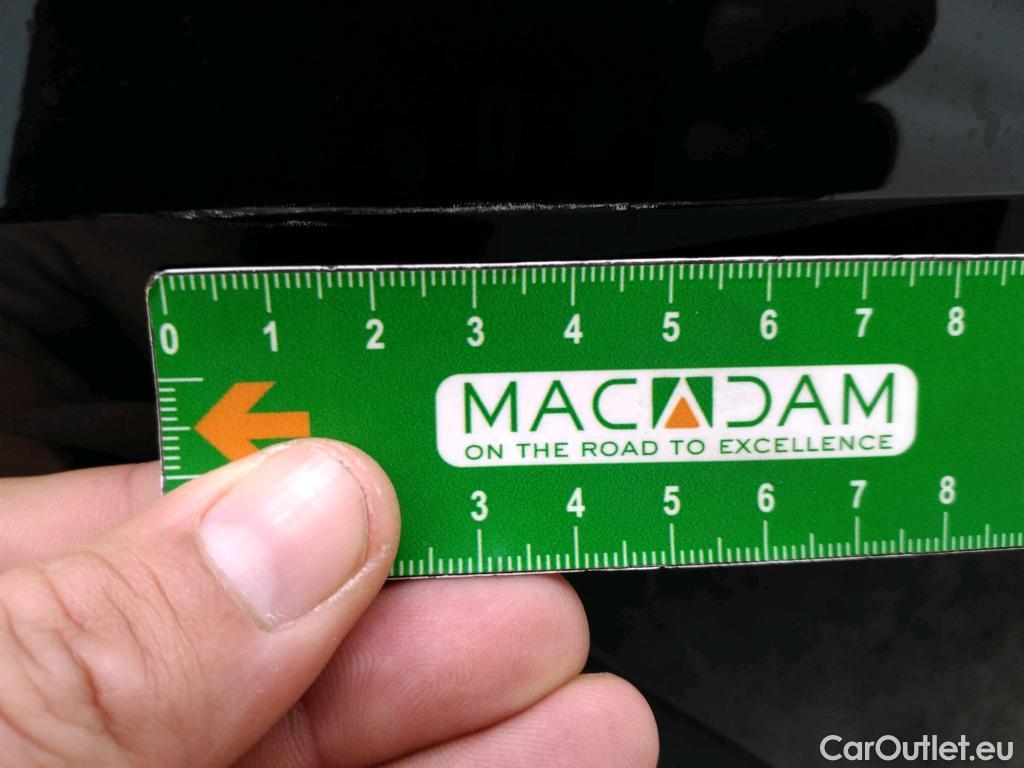 0 1 2 3 4 5 6 7 8
MACADAM
ON THE ROAD TO EXCELLENCE
3 4 5 6 7 8
CarOutlet.eu